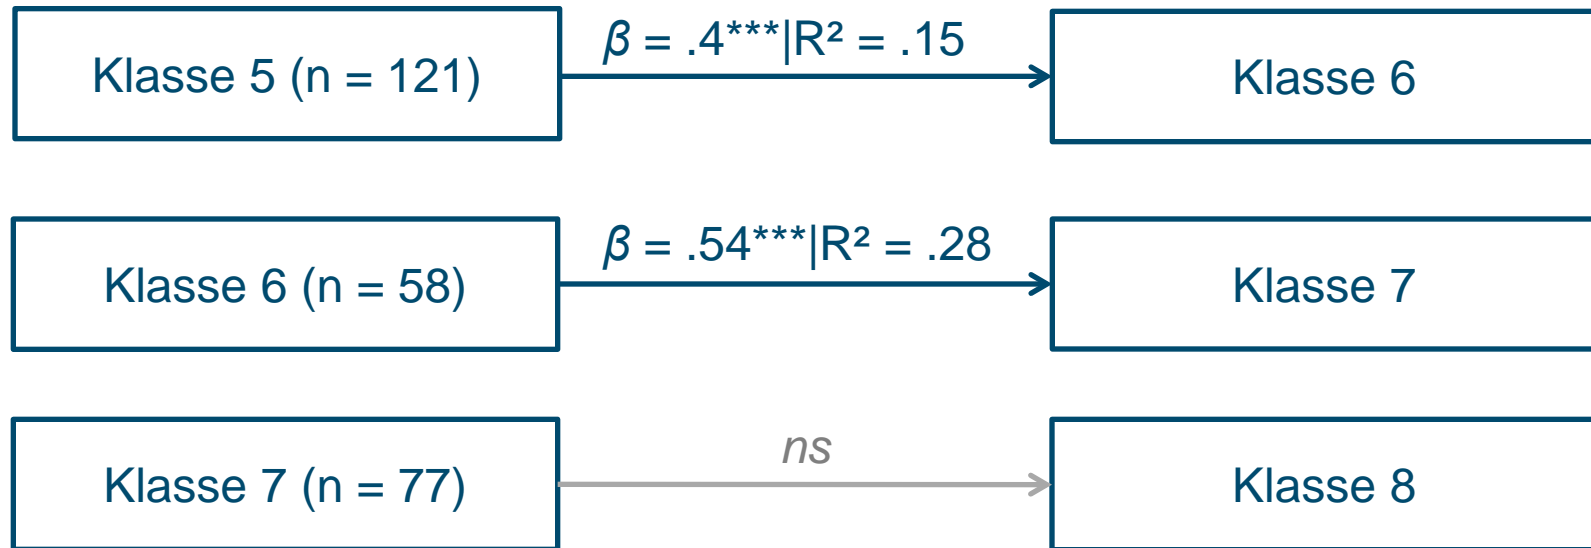 β = .4***|R² = .15
Klasse 5 (n = 121)
Klasse 6
β = .54***|R² = .28
Klasse 6 (n = 58)
Klasse 7
ns
Klasse 7 (n = 77)
Klasse 8